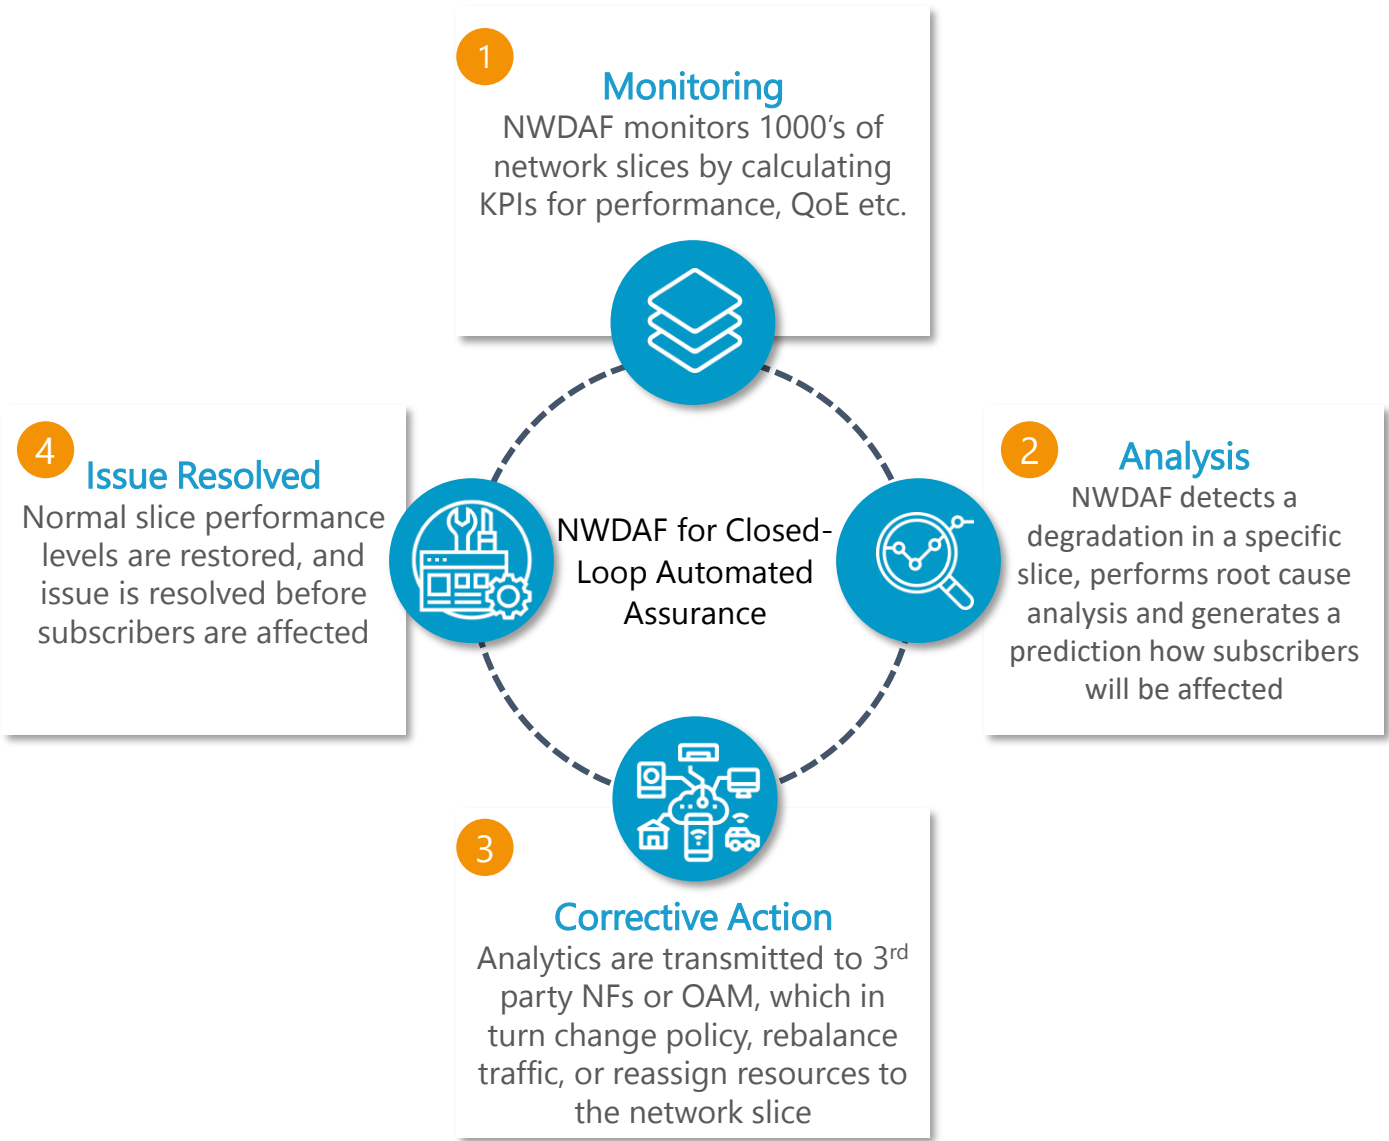 1
Monitoring
NWDAF monitors 1000’s of
network slices by calculating
KPIs for performance, QoE etc.
2
Analysis
NWDAF detects a
degradation in a specific
slice, performs root cause
analysis and generates a
prediction how subscribers
will be affected
3
Corrective Action
Analytics are transmitted to 3rd
party NFs or OAM, which in
turn change policy, rebalance
traffic, or reassign resources to
the network slice
4
Issue Resolved
Normal slice performance
levels are restored, and
issue is resolved before
subscribers are affected
NWDAF for Closed-
Loop Automated
Assurance